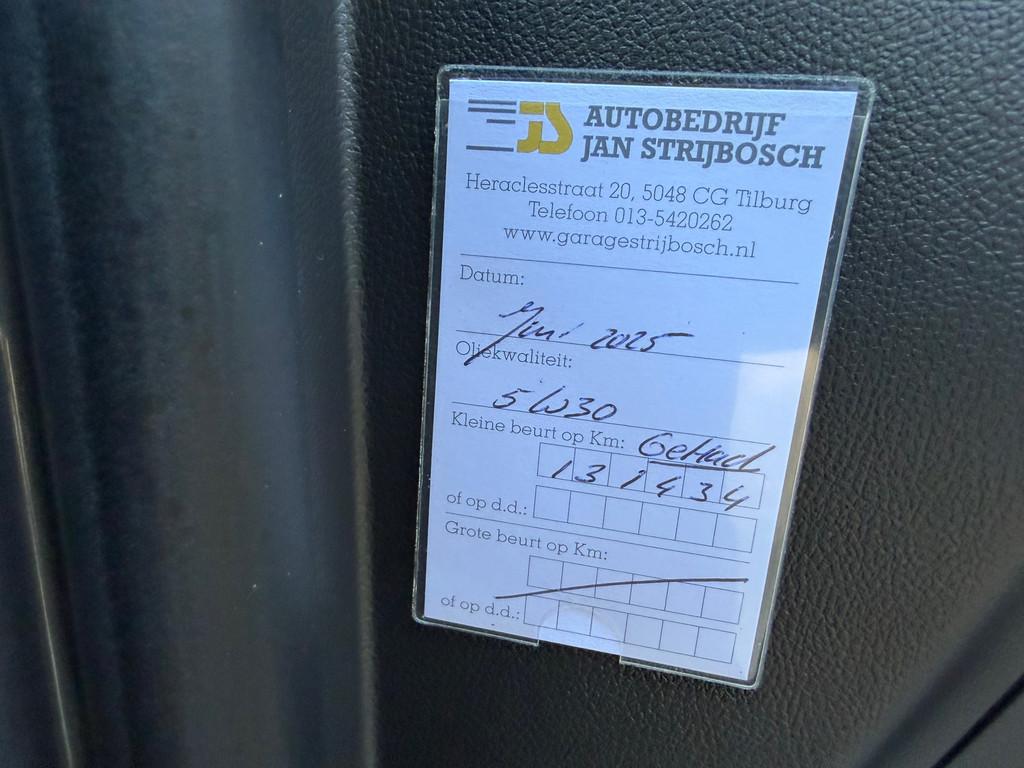 JS AUTOBEDRIJF
JAN STRIJBOSCH
Heraclesstraat 20, 5048 CG Tilburg
Telefoon 013-5420262
www.garagestrijbosch.nl
Datum:
Juni 2025
Oliekwaliteit:
5W30
Kleine beurt op Km: Gehad
131434
of op d.d.:
Grote beurt op Km:
of op d.d.: